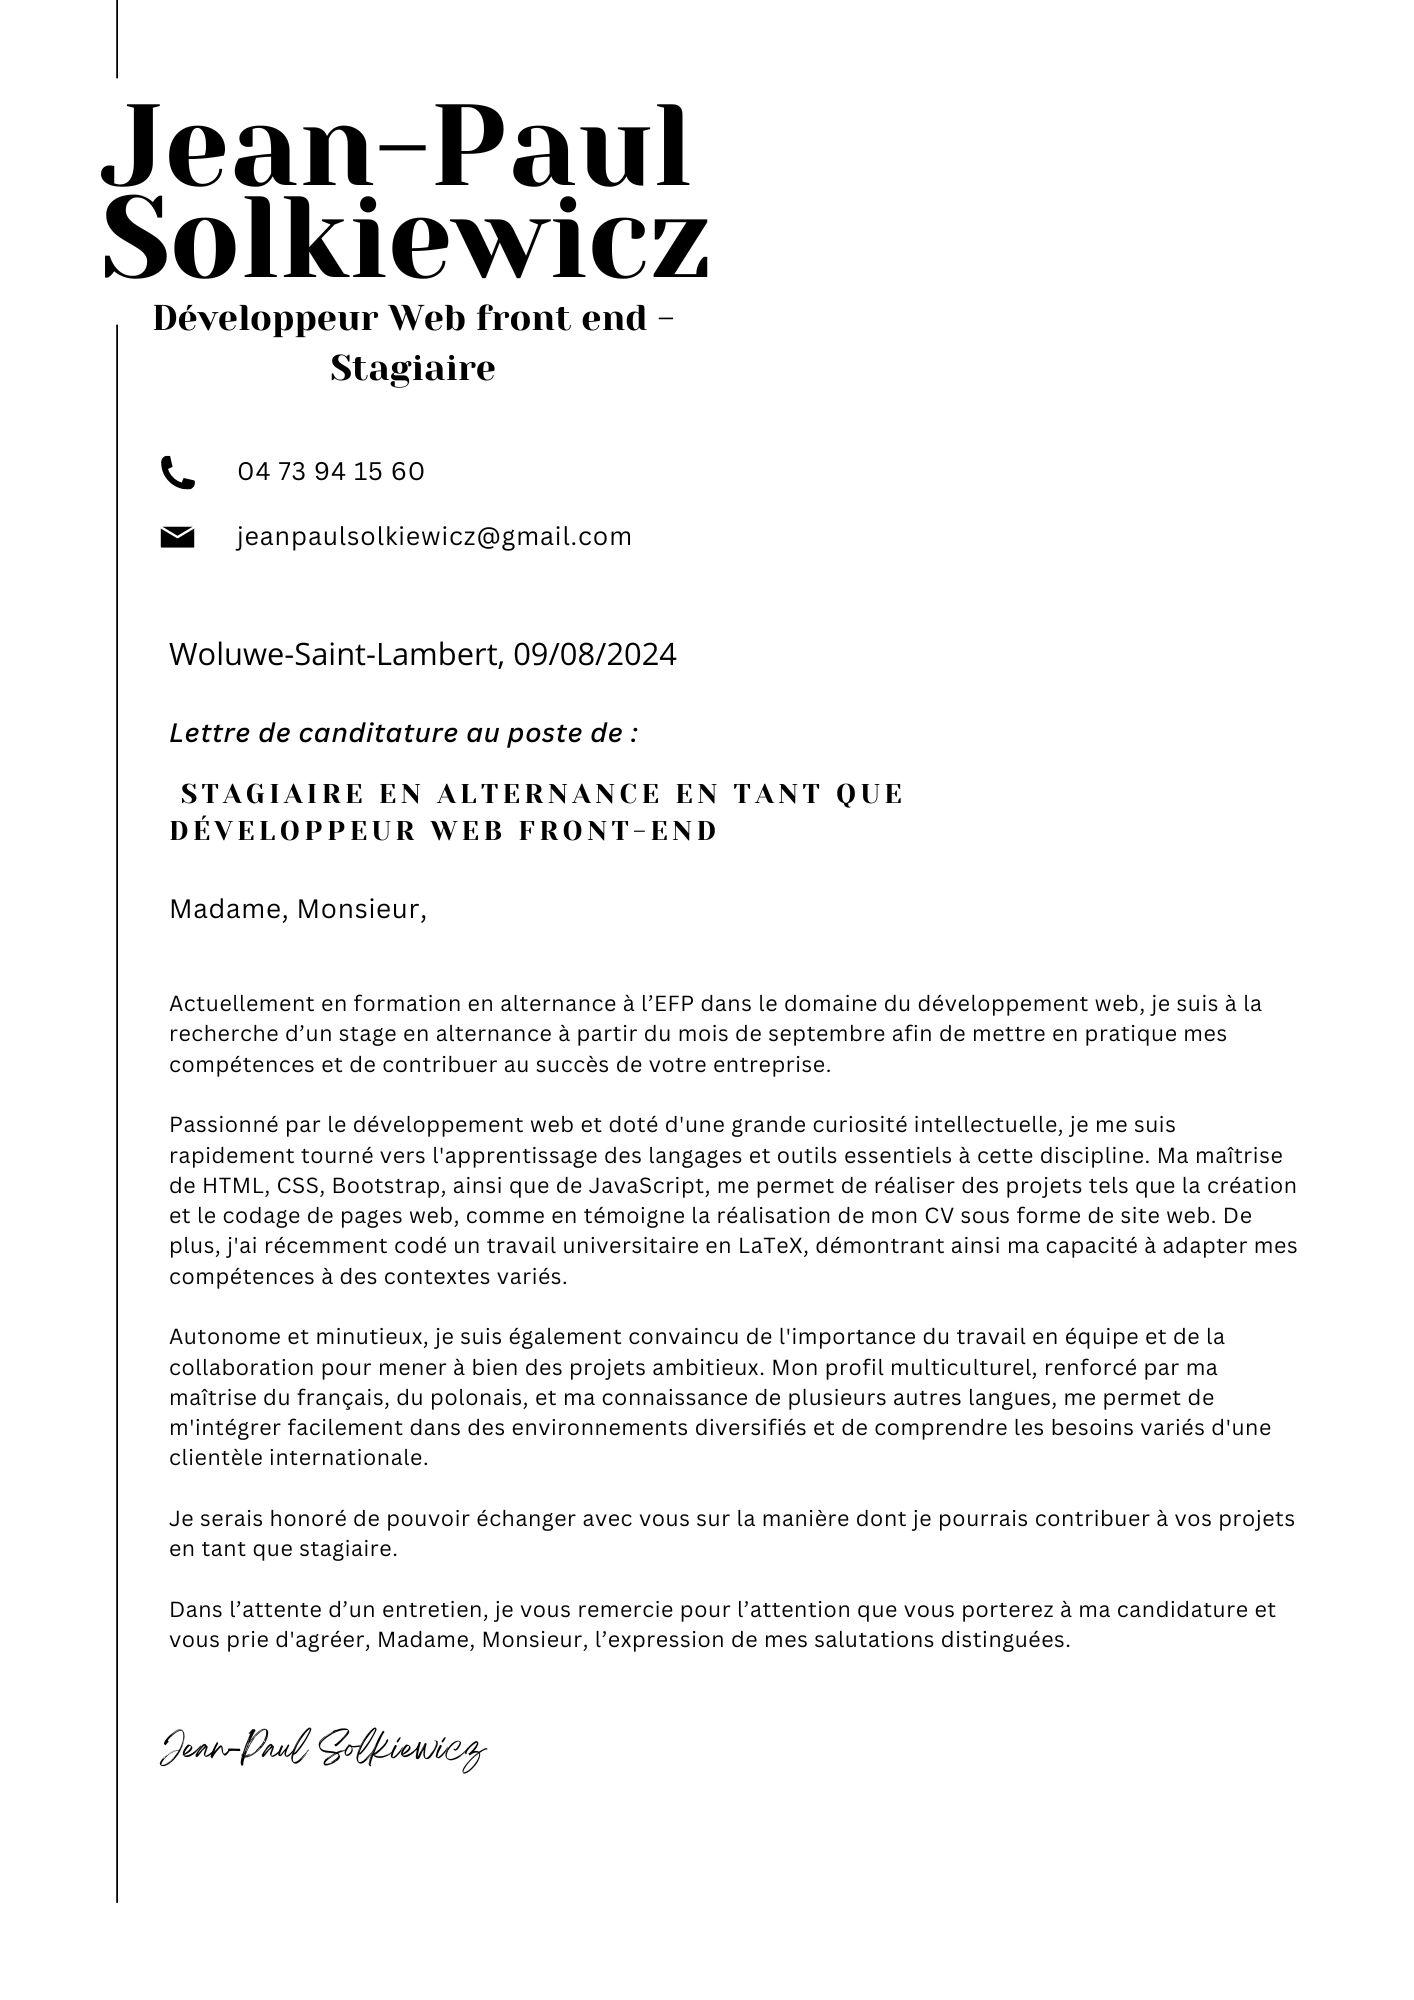 Jean-Paul
Solkiewicz
Développeur Web front end -
Stagiaire
04 73 94 15 60
jeanpaulsolkiewicz@gmail.com
Woluwe-Saint-Lambert, 09/08/2024
Lettre de canditature au poste de :
STAGIAIRE EN ALTERNANCE EN TANT QUE
DÉVELOPPEUR WEB FRONT-END
Madame, Monsieur,
Actuellement en formation en alternance à l’EFP dans le domaine du développement web, je suis à la
recherche d’un stage en alternance à partir du mois de septembre afin de mettre en pratique mes
compétences et de contribuer au succès de votre entreprise.
Passionné par le développement web et doté d'une grande curiosité intellectuelle, je me suis
rapidement tourné vers l'apprentissage des langages et outils essentiels à cette discipline. Ma maîtrise
de HTML, CSS, Bootstrap, ainsi que de JavaScript, me permet de réaliser des projets tels que la création
et le codage de pages web, comme en témoigne la réalisation de mon CV sous forme de site web. De
plus, j'ai récemment codé un travail universitaire en LaTeX, démontrant ainsi ma capacité à adapter mes
compétences à des contextes variés.
Autonome et minutieux, je suis également convaincu de l'importance du travail en équipe et de la
collaboration pour mener à bien des projets ambitieux. Mon profil multiculturel, renforcé par ma
maîtrise du français, du polonais, et ma connaissance de plusieurs autres langues, me permet de
m'intégrer facilement dans des environnements diversifiés et de comprendre les besoins variés d'une
clientèle internationale.
Je serais honoré de pouvoir échanger avec vous sur la manière dont je pourrais contribuer à vos projets
en tant que stagiaire.
Dans l’attente d’un entretien, je vous remercie pour l’attention que vous porterez à ma candidature et
vous prie d'agréer, Madame, Monsieur, l’expression de mes salutations distinguées.
Jean-Paul Solkiewicz